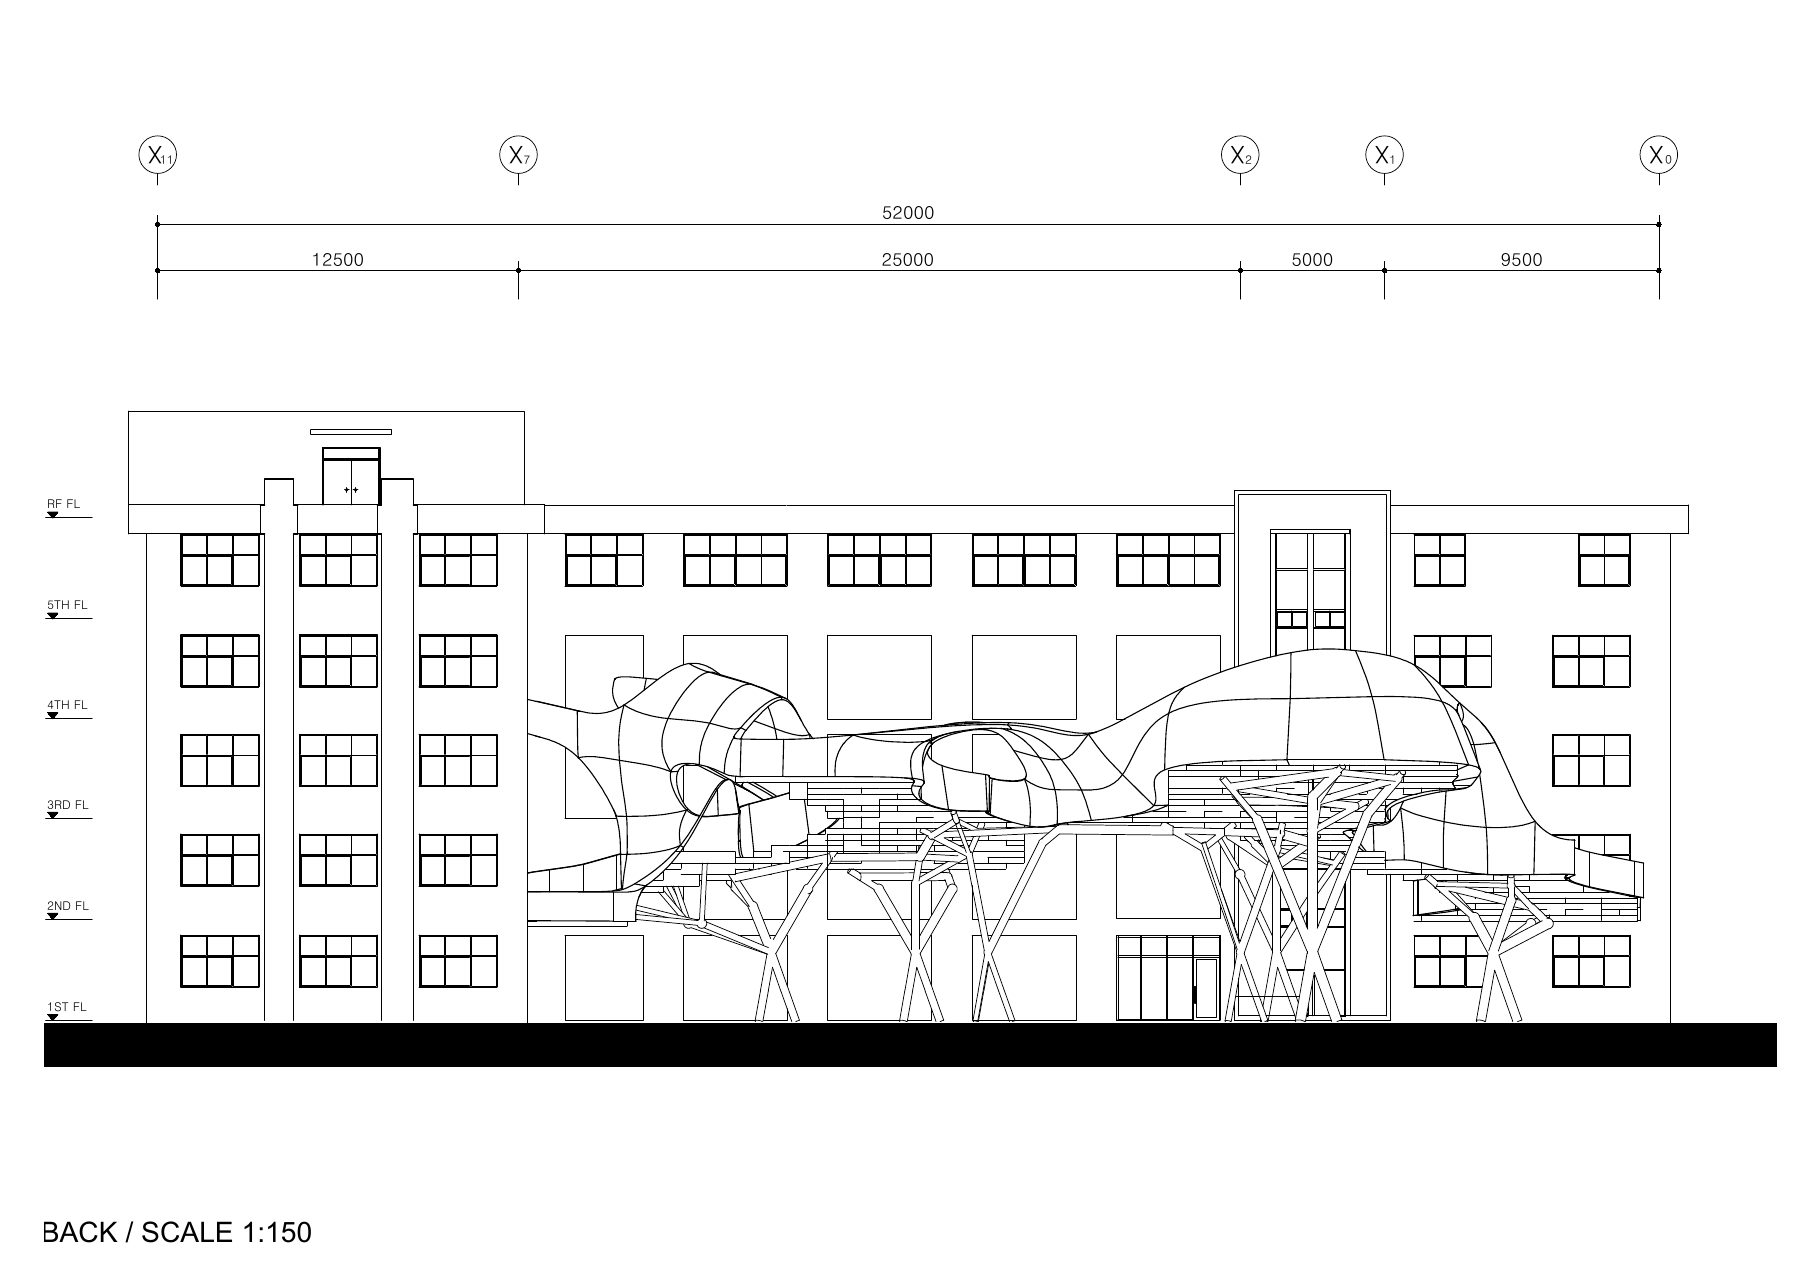 X11 X7 X2 X1 X0
52000
12500 25000 5000 9500
RF FL
5TH FL
4TH FL
3RD FL
2ND FL
1ST FL
BACK / SCALE 1:150